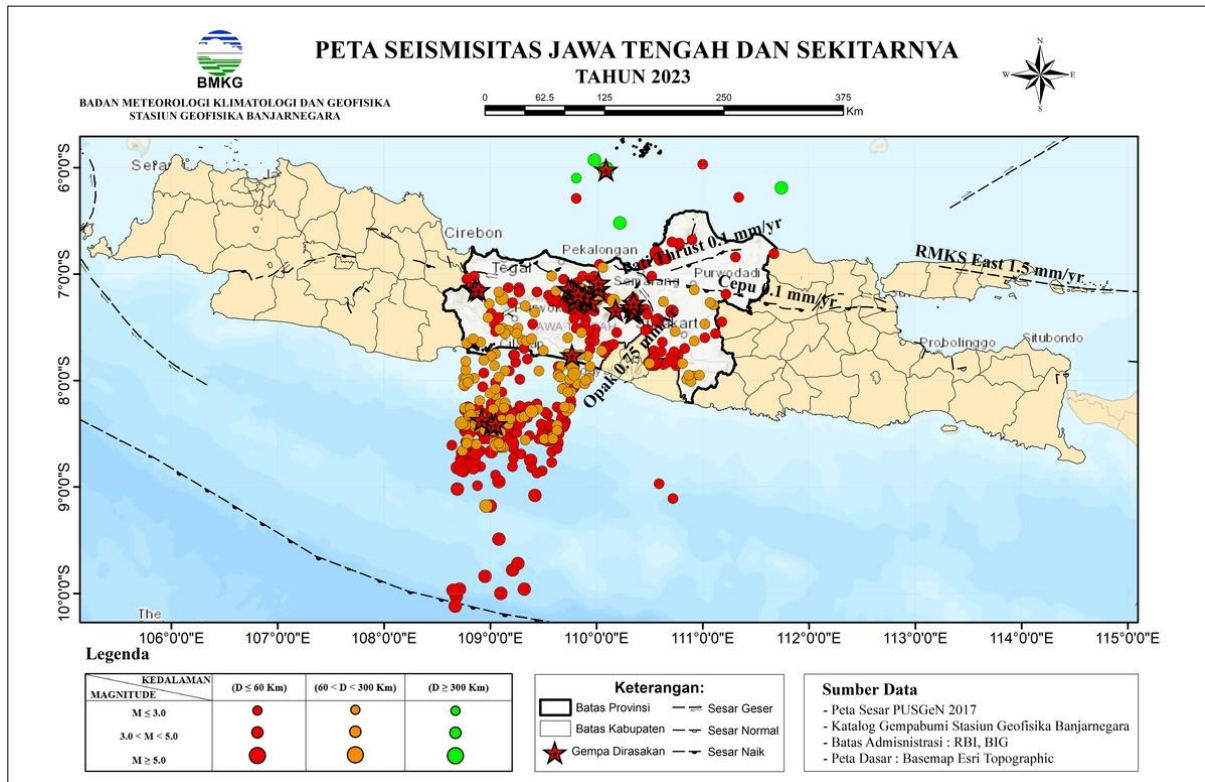 PETA SEISMISITAS JAWA TENGAH DAN SEKITARNYA
TAHUN 2023
BMKG
BADAN METEOROLOGI KLIMATOLOGI DAN GEOFISIKA
STASIUN GEOFISIKA BANJARNEGARA
N
W E
S
0 62.5 125 250 375
Km
6°0'0"S
7°0'0"S
8°0'0"S
9°0'0"S
10°0'0"S
Cirebon
Pekalongan
Tegal
Pati Thrust 0.1 mm/yr
Semarang
Purwodadi
RMKS East 1.5 mm/yr
Cepu 0.1 mm/yr
Opak 0.75
Probolinggo
Situbondo
The
106°0'0"E 107°0'0"E 108°0'0"E 109°0'0"E 110°0'0"E 111°0'0"E 112°0'0"E 113°0'0"E 114°0'0"E 115°0'0"E
Legenda
KEDALAMAN
MAGNITUDE
(D ≤ 60 Km) (60 < D < 300 Km) (D ≥ 300 Km)
M ≤ 3.0
3.0 < M < 5.0
M ≥ 5.0
Keterangan:
Batas Provinsi Sesar Geser
Batas Kabupaten Sesar Normal
Gempa Dirasakan Sesar Naik
Sumber Data
- Peta Sesar PUSGeN 2017
- Katalog Gempabumi Stasiun Geofisika Banjarnegara
- Batas Admisnistrasi : RBI, BIG
- Peta Dasar : Basemap Esri Topographic